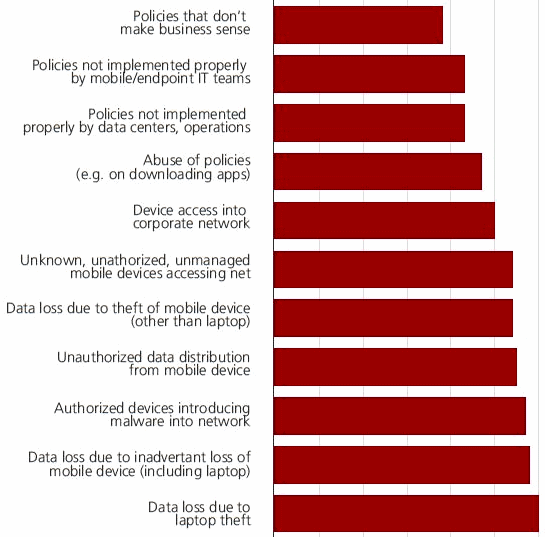 Policies that don't
make business sense
Policies not implemented properly
by mobile/endpoint IT teams
Policies not implemented
properly by data centers, operations
Abuse of policies
(e.g. on downloading apps)
Device access into
corporate network
Unknown, unathorized, unmanaged
mobile devices accessing net
Data loss due to theft of mobile device
(other than laptop)
Unauthorized data distribution
from mobile device
Authorized devices introducing
malware into network
Data loss due to inadvertant loss of
mobile device (including laptop)
Data loss due to
laptop theft